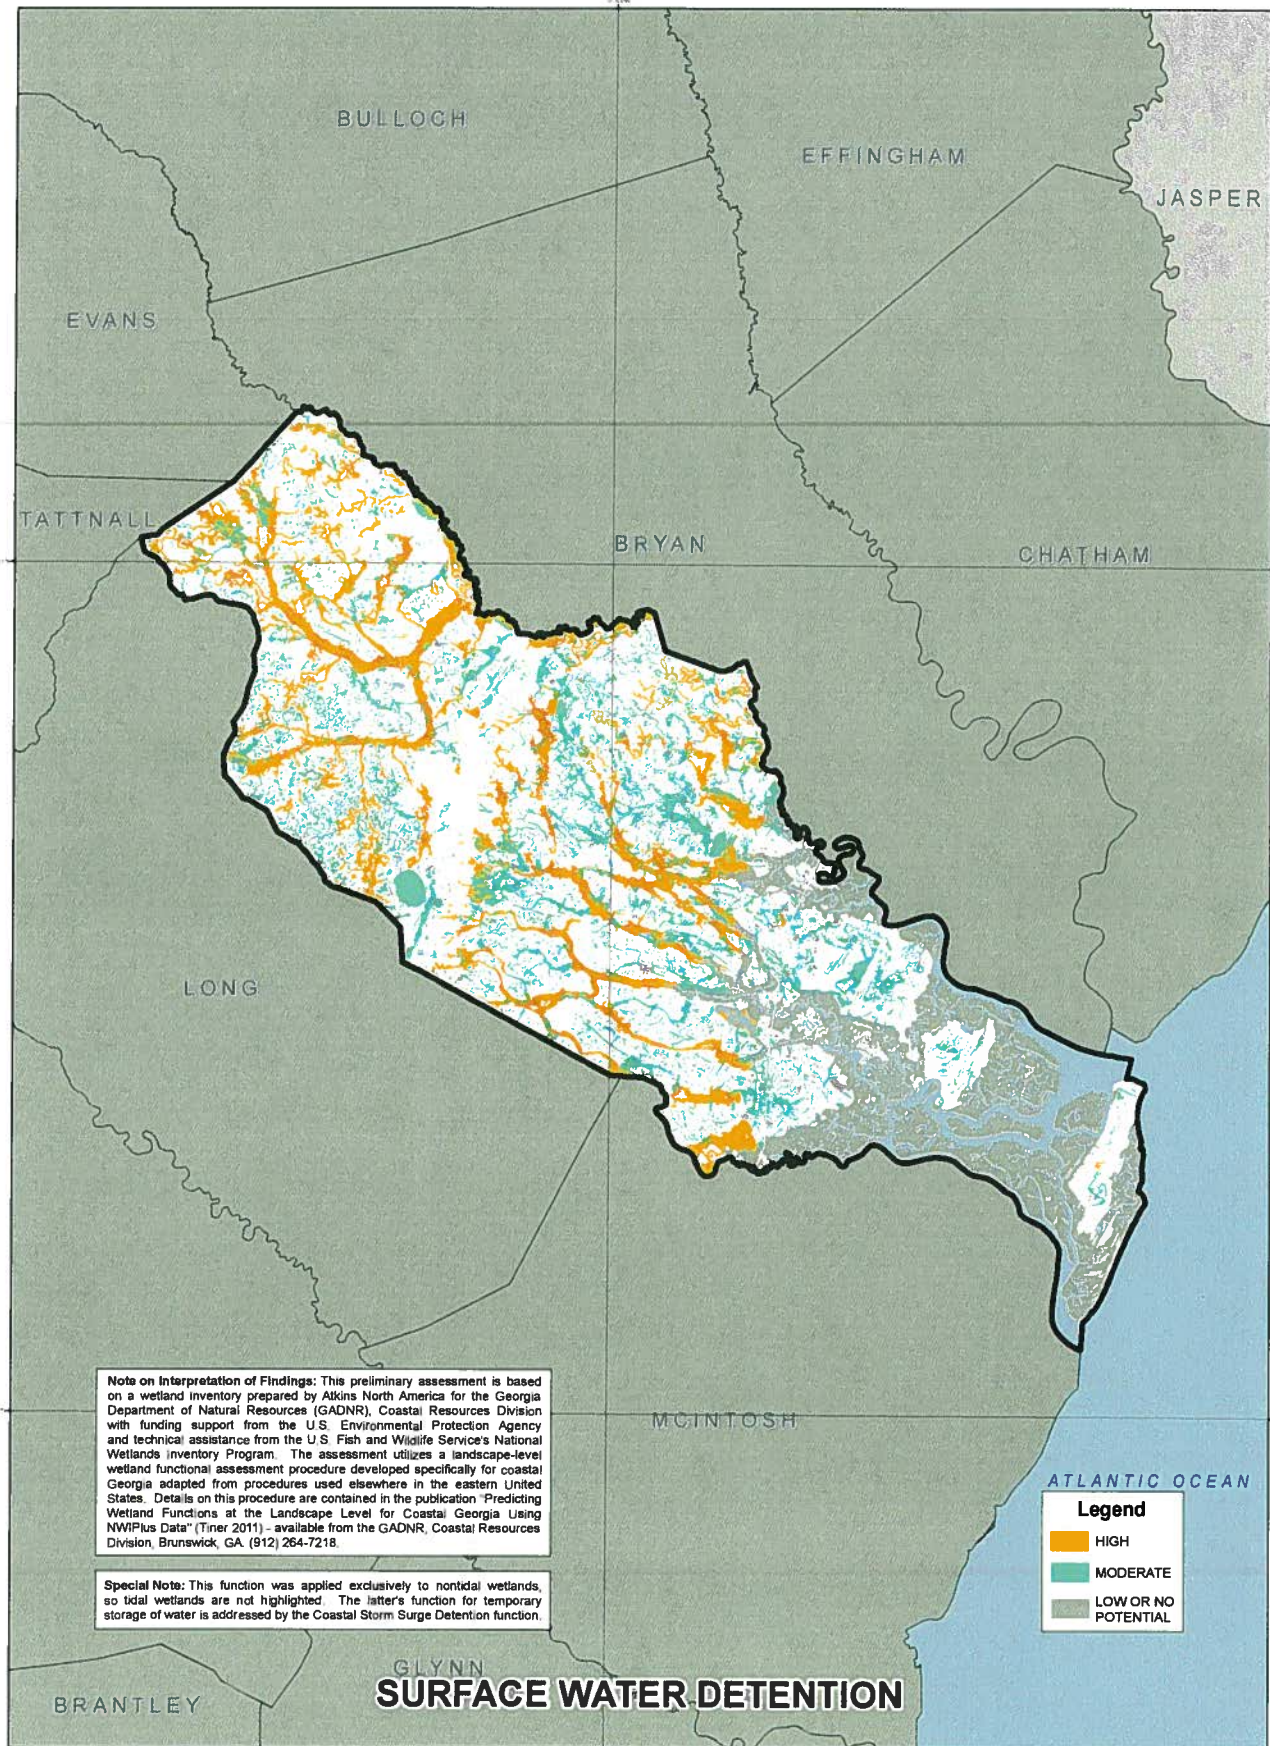 BULLOCH
EFFINGHAM
JASPER
EVANS
TATTNALL
BRYAN
CHATHAM
LONG
MCINTOSH
Note on Interpretation of Findings: This preliminary assessment is based
on a wetland inventory prepared by Atkins North America for the Georgia
Department of Natural Resources (GADNR), Coastal Resources Division
with funding support from the U.S. Environmental Protection Agency
and technical assistance from the U.S. Fish and Wildlife Service's National
Wetlands Inventory Program. The assessment utilizes a landscape-level
wetland functional assessment procedure developed specifically for coastal
Georgia adapted from procedures used elsewhere in the eastern United
States. Details on this procedure are contained in the publication "Predicting
Wetland Functions at the Landscape Level for Coastal Georgia Using
NWIPlus Data" (Tiner 2011) - available from the GADNR, Coastal Resources
Division, Brunswick, GA. (912) 264-7218.
Special Note: This function was applied exclusively to nontidal wetlands,
so tidal wetlands are not highlighted. The latter's function for temporary
storage of water is addressed by the Coastal Storm Surge Detention function.
ATLANTIC OCEAN
Legend
HIGH
MODERATE
LOW OR NO
POTENTIAL
GLYNN
BRANTLEY
SURFACE WATER DETENTION